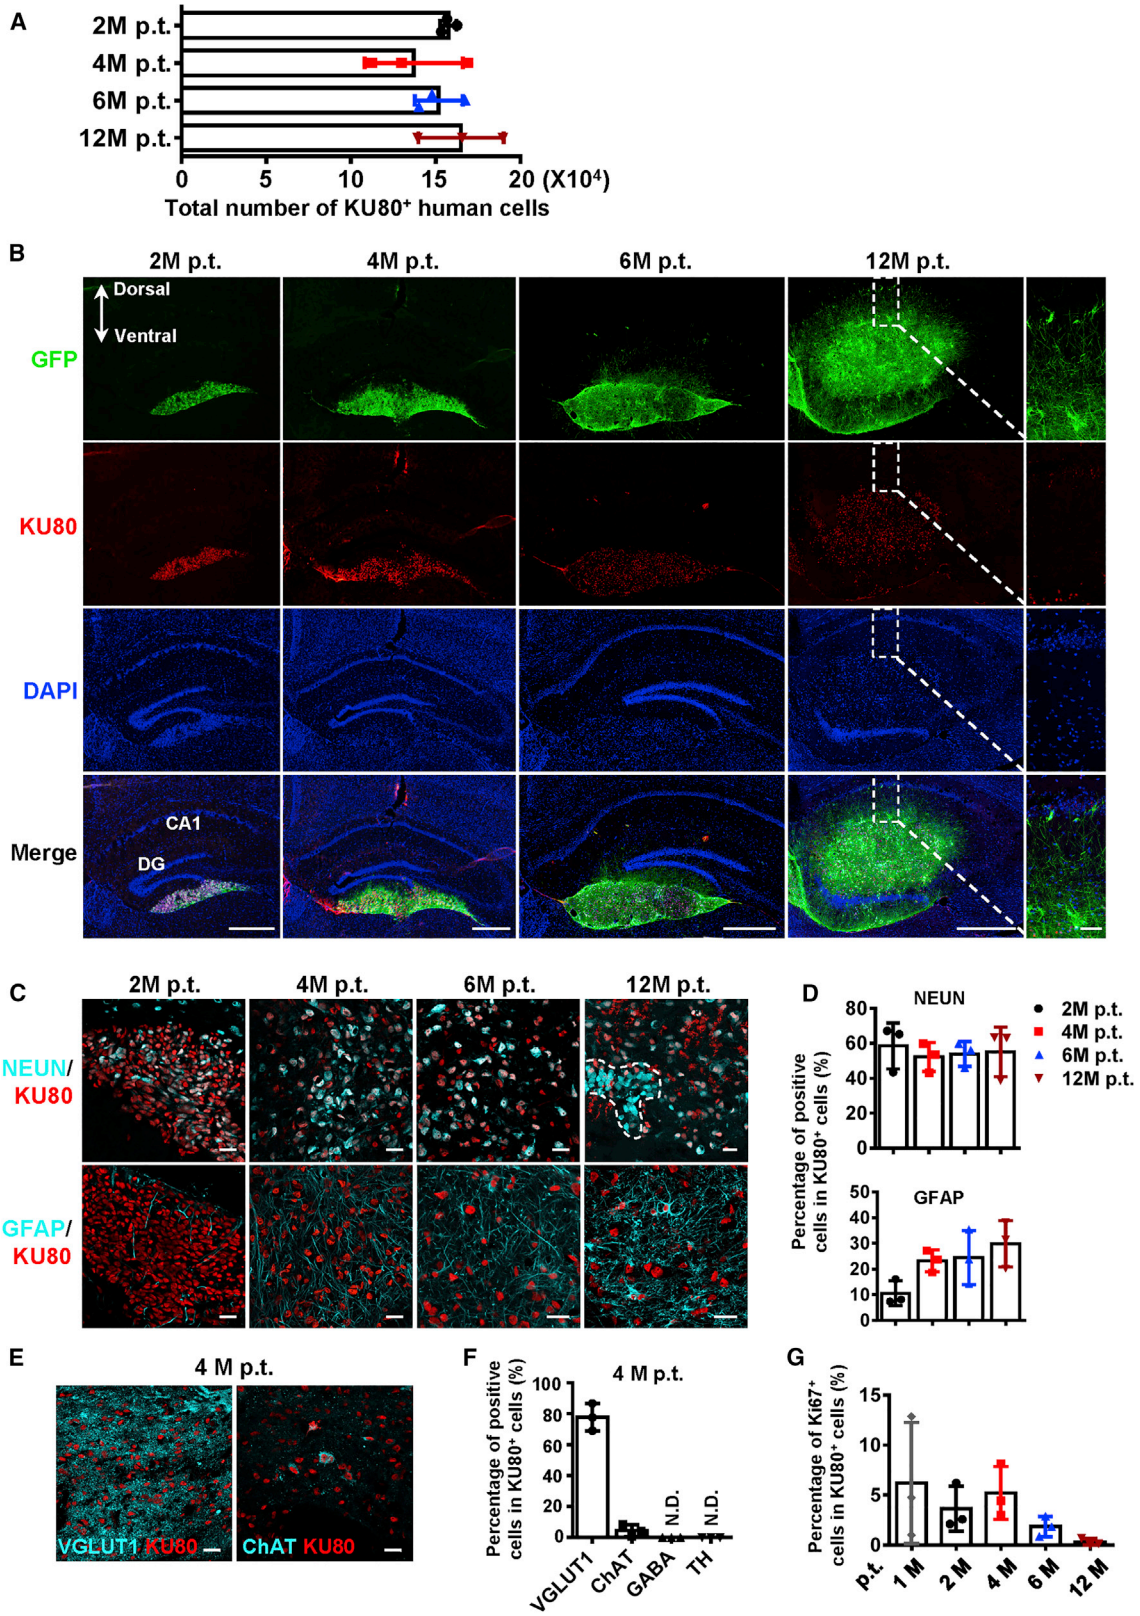 A
2M p.t.
4M p.t.
6M p.t.
12M p.t.
0 5 10 15 20 (X10⁴)
Total number of KU80⁺ human cells
B
2M p.t. 4M p.t. 6M p.t. 12M p.t.
Dorsal
Ventral
GFP
KU80
DAPI
Merge
CA1
DG
C
2M p.t. 4M p.t. 6M p.t. 12M p.t.
NEUN/
KU80
GFAP/
KU80
D
NEUN
80
60
40
20
0
2M p.t.
4M p.t.
6M p.t.
12M p.t.
Percentage of positive
cells in KU80⁺ cells (%)
GFAP
50
40
30
20
10
0
E
4 M p.t.
VGLUT1 KU80
ChAT KU80
F
4 M p.t.
Percentage of positive
cells in KU80⁺ cells (%)
100
80
60
40
20
0
N.D. N.D.
VGLUT1 ChAT GABA TH
G
Percentage of Ki67⁺
cells in KU80⁺ cells (%)
15
10
5
0
p.t. 1 M 2 M 4 M 6 M 12 M